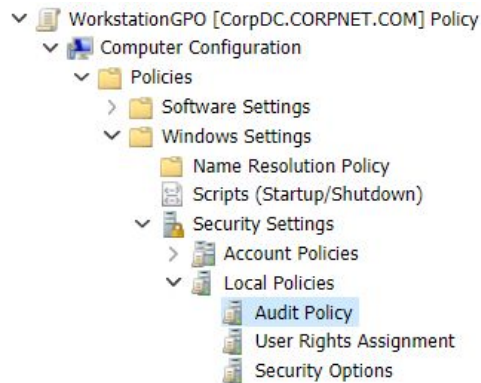 WorkstationGPO [CorpDC.CORPNET.COM] Policy
Computer Configuration
Policies
Software Settings
Windows Settings
Name Resolution Policy
Scripts (Startup/Shutdown)
Security Settings
Account Policies
Local Policies
Audit Policy
User Rights Assignment
Security Options